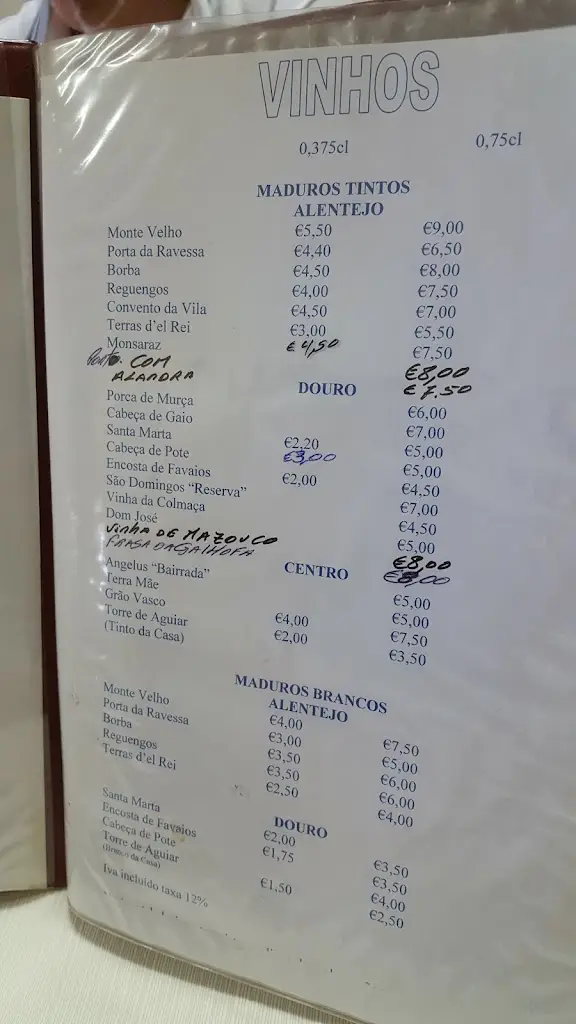 VINHOS
0,375cl 0,75cl
MADUROS TINTOS
ALENTEJO
Monte Velho €5,50 €9,00
Porta da Ravessa €4,40 €6,50
Borba €4,50 €8,00
Reguengos €4,00 €7,50
Convento da Vila €4,50 €7,00
Terras d'el Rei €3,00 €5,50
Monsaraz €4,50 €7,50
COM €8,00
ALANDRA €7.50
DOURO
Porca de Murça €6,00
Cabeça de Gaio €7,00
Santa Marta €2,20 €5,00
Cabeça de Pote €3,00 €5,00
Encosta de Favaios €2,00 €4,50
São Domingos “Reserva” €7,00
Vinha da Colmaça €4,50
Dom José €5,00
VINHA DE MAZOUCO €8,00
FRAGA DA GALHOFA €8,00
CENTRO
Angelus “Bairrada” €5,00
Terra Mãe €5,00
Grão Vasco €4,00 €7,50
Torre de Aguiar €2,00 €3,50
(Tinto da Casa)
MADUROS BRANCOS
ALENTEJO
Monte Velho €4,00 €7,50
Porta da Ravessa €3,00 €5,00
Borba €3,50 €6,00
Reguengos €3,50 €6,00
Terras d'el Rei €2,50 €4,00
DOURO
Santa Marta €2,00 €3,50
Encosta de Favaios €1,75 €3,50
Cabeça de Pote €4,00
Torre de Aguiar €1,50 €2,50
(Branco da Casa)
Iva incluido taxa 12%